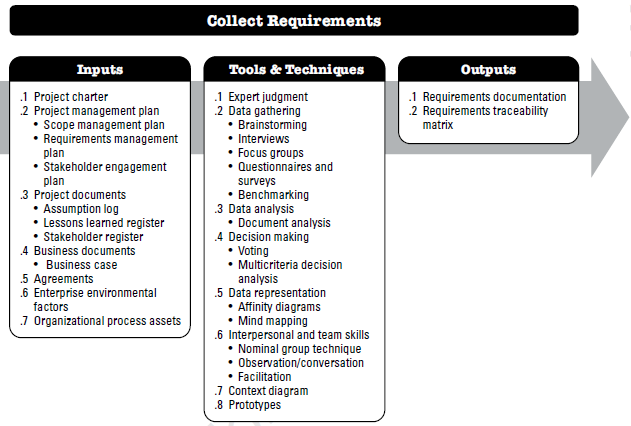 Collect Requirements
Inputs
.1 Project charter
.2 Project management plan
• Scope management plan
• Requirements management
plan
• Stakeholder engagement
plan
.3 Project documents
• Assumption log
• Lessons learned register
• Stakeholder register
.4 Business documents
• Business case
.5 Agreements
.6 Enterprise environmental
factors
.7 Organizational process assets
Tools & Techniques
.1 Expert judgment
.2 Data gathering
• Brainstorming
• Interviews
• Focus groups
• Questionnaires and
surveys
• Benchmarking
.3 Data analysis
• Document analysis
.4 Decision making
• Voting
• Multicriteria decision
analysis
.5 Data representation
• Affinity diagrams
• Mind mapping
.6 Interpersonal and team skills
• Nominal group technique
• Observation/conversation
• Facilitation
.7 Context diagram
.8 Prototypes
Outputs
.1 Requirements documentation
.2 Requirements traceability
matrix